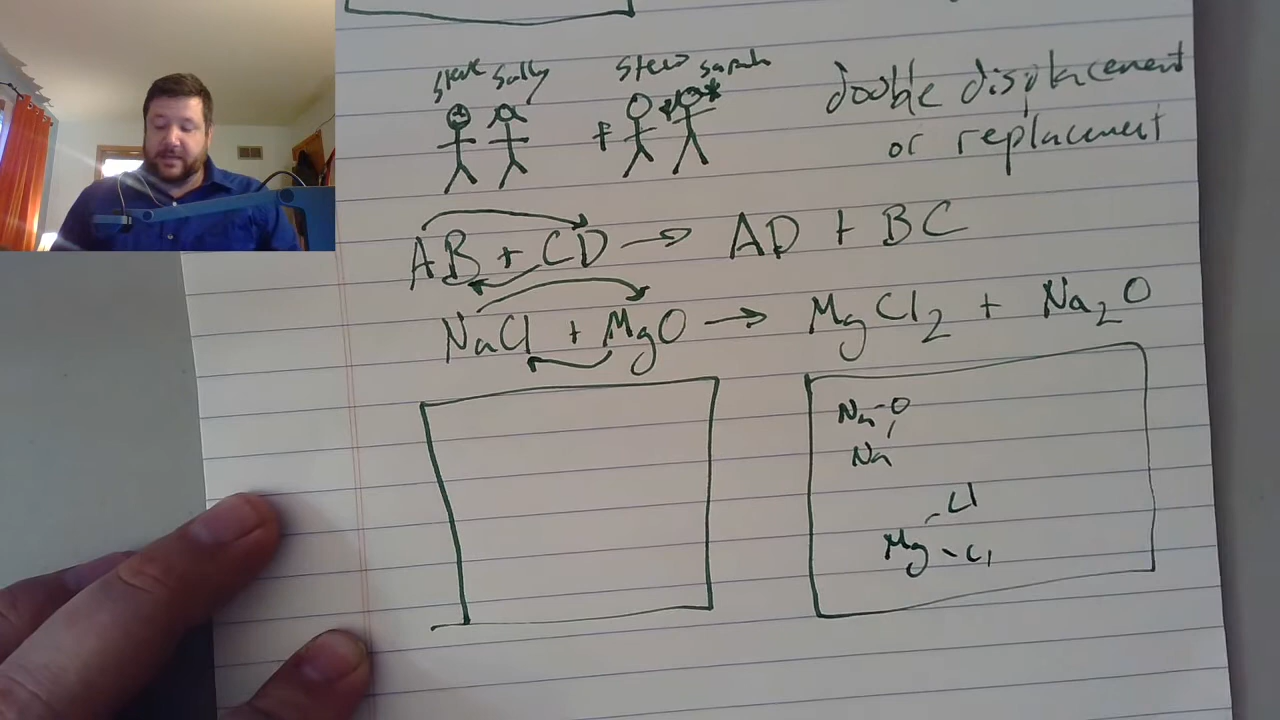 Steve Sally
Stew Sarah
double displacement
or replacement
AB + CD → AD + BC
NaCl + MgO → MgCl2 + Na2O
Na-O
Na
Cl
Mg-Cl